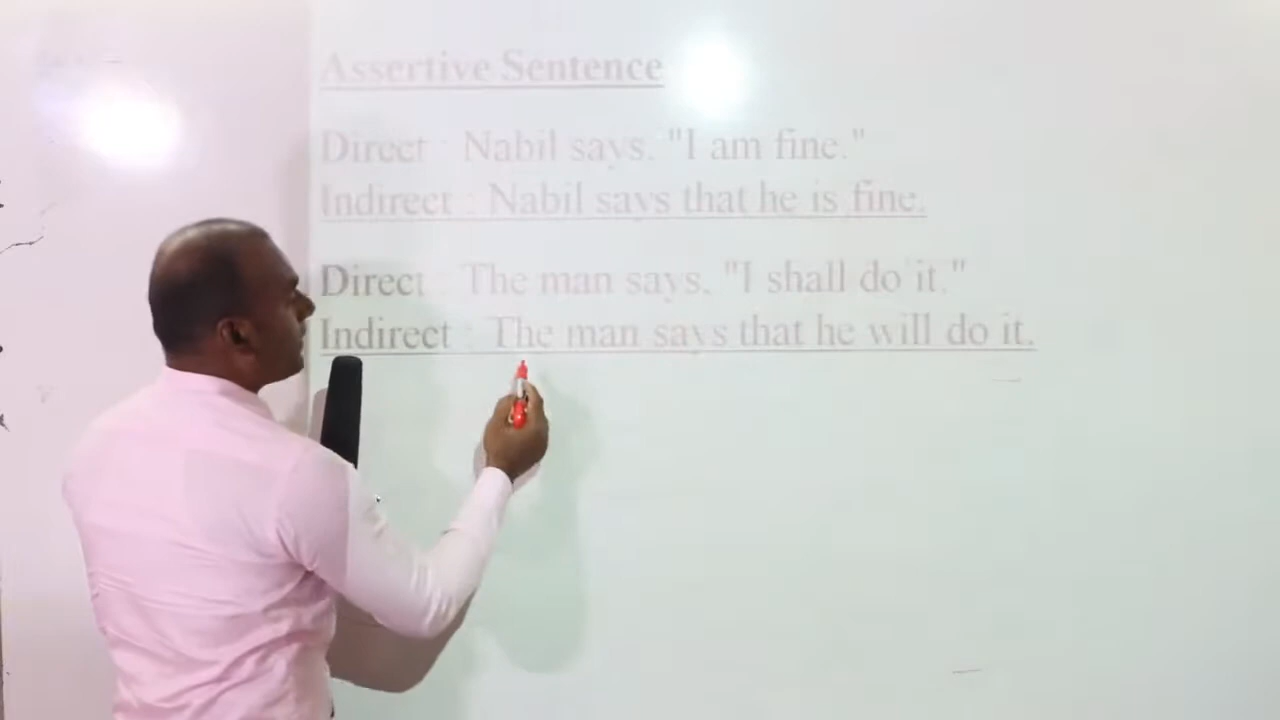 Assertive Sentence
Direct : Nabil says, "I am fine."
Indirect : Nabil says that he is fine.
Direct : The man says, "I shall do it."
Indirect : The man says that he will do it.